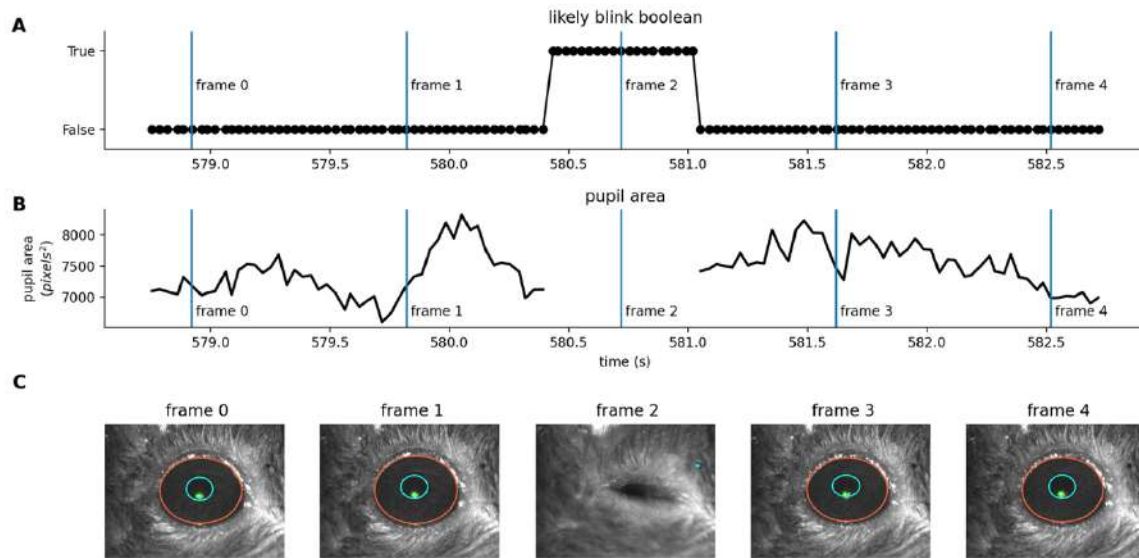 A
likely blink boolean
True
False
frame 0
frame 1
frame 2
frame 3
frame 4
579.0 579.5 580.0 580.5 581.0 581.5 582.0 582.5
B
pupil area
pupil area
(pixels²)
8000
7500
7000
frame 0
frame 1
frame 2
frame 3
frame 4
579.0 579.5 580.0 580.5 581.0 581.5 582.0 582.5
time (s)
C
frame 0 frame 1 frame 2 frame 3 frame 4